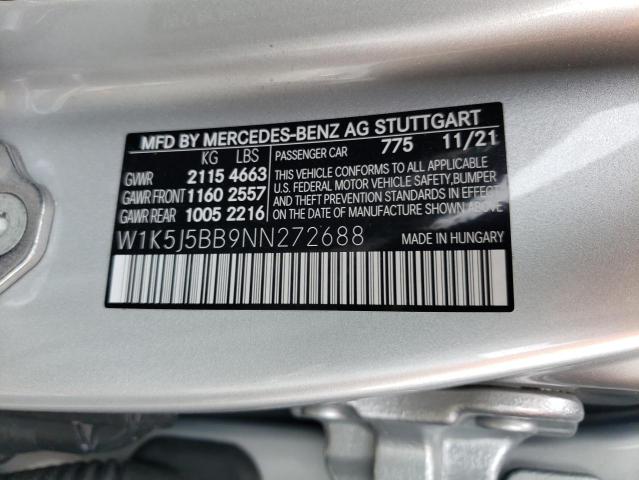 MFD BY MERCEDES-BENZ AG STUTTGART
KG LBS PASSENGER CAR 775 11/21
GVWR 2115 4663
GAWR FRONT 1160 2557
GAWR REAR 1005 2216
THIS VEHICLE CONFORMS TO ALL APPLICABLE
U.S. FEDERAL MOTOR VEHICLE SAFETY, BUMPER,
AND THEFT PREVENTION STANDARDS IN EFFECT
ON THE DATE OF MANUFACTURE SHOWN ABOVE.
W1K5J5BB9NN272688 MADE IN HUNGARY